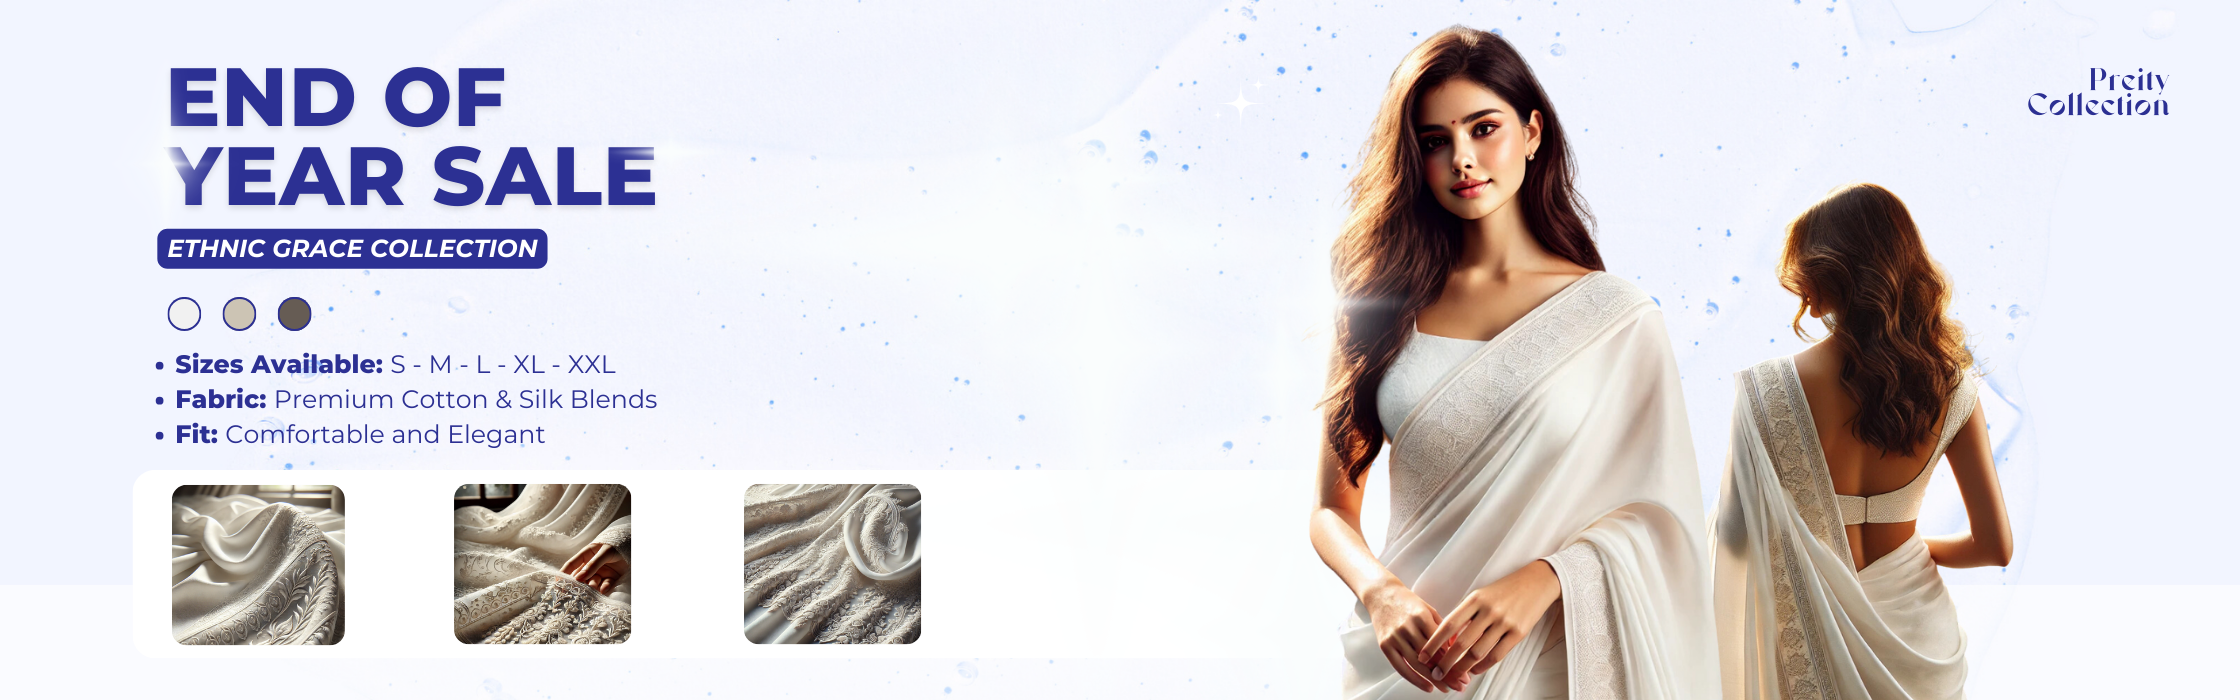 END OF
YEAR SALE
ETHNIC GRACE COLLECTION
• Sizes Available: S - M - L - XL - XXL
• Fabric: Premium Cotton & Silk Blends
• Fit: Comfortable and Elegant
Preity
Collection